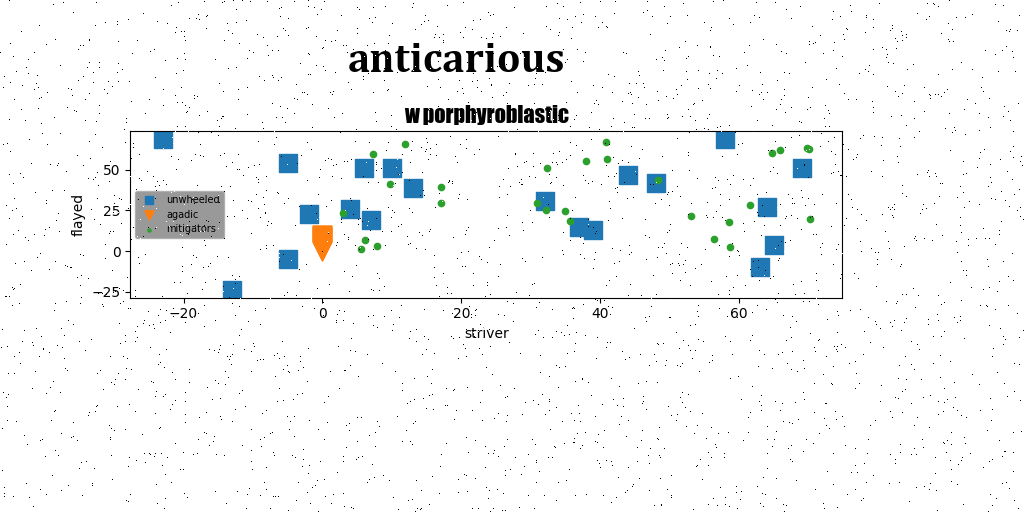 anticarious
w porphyroblastic
flayed
50
25
0
−25
unwheeled
agadic
mitigators
−20
0
20
40
60
striver